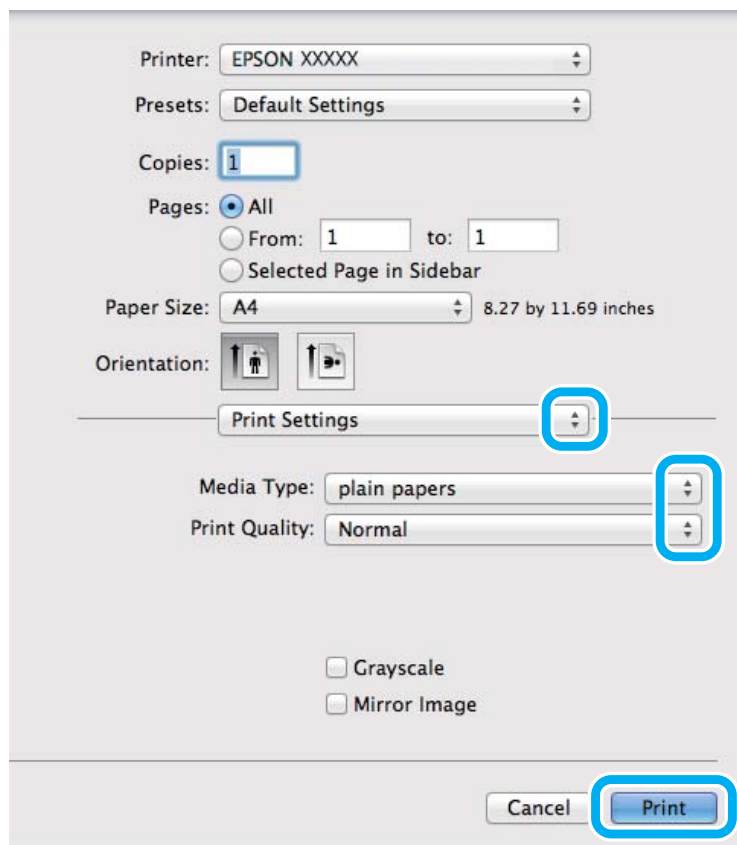 Printer: EPSON XXXXX
Presets: Default Settings
Copies: 1
Pages: All
From: 1 to: 1
Selected Page in Sidebar
Paper Size: A4 8.27 by 11.69 inches
Orientation:
Print Settings
Media Type: plain papers
Print Quality: Normal
Grayscale
Mirror Image
Cancel Print